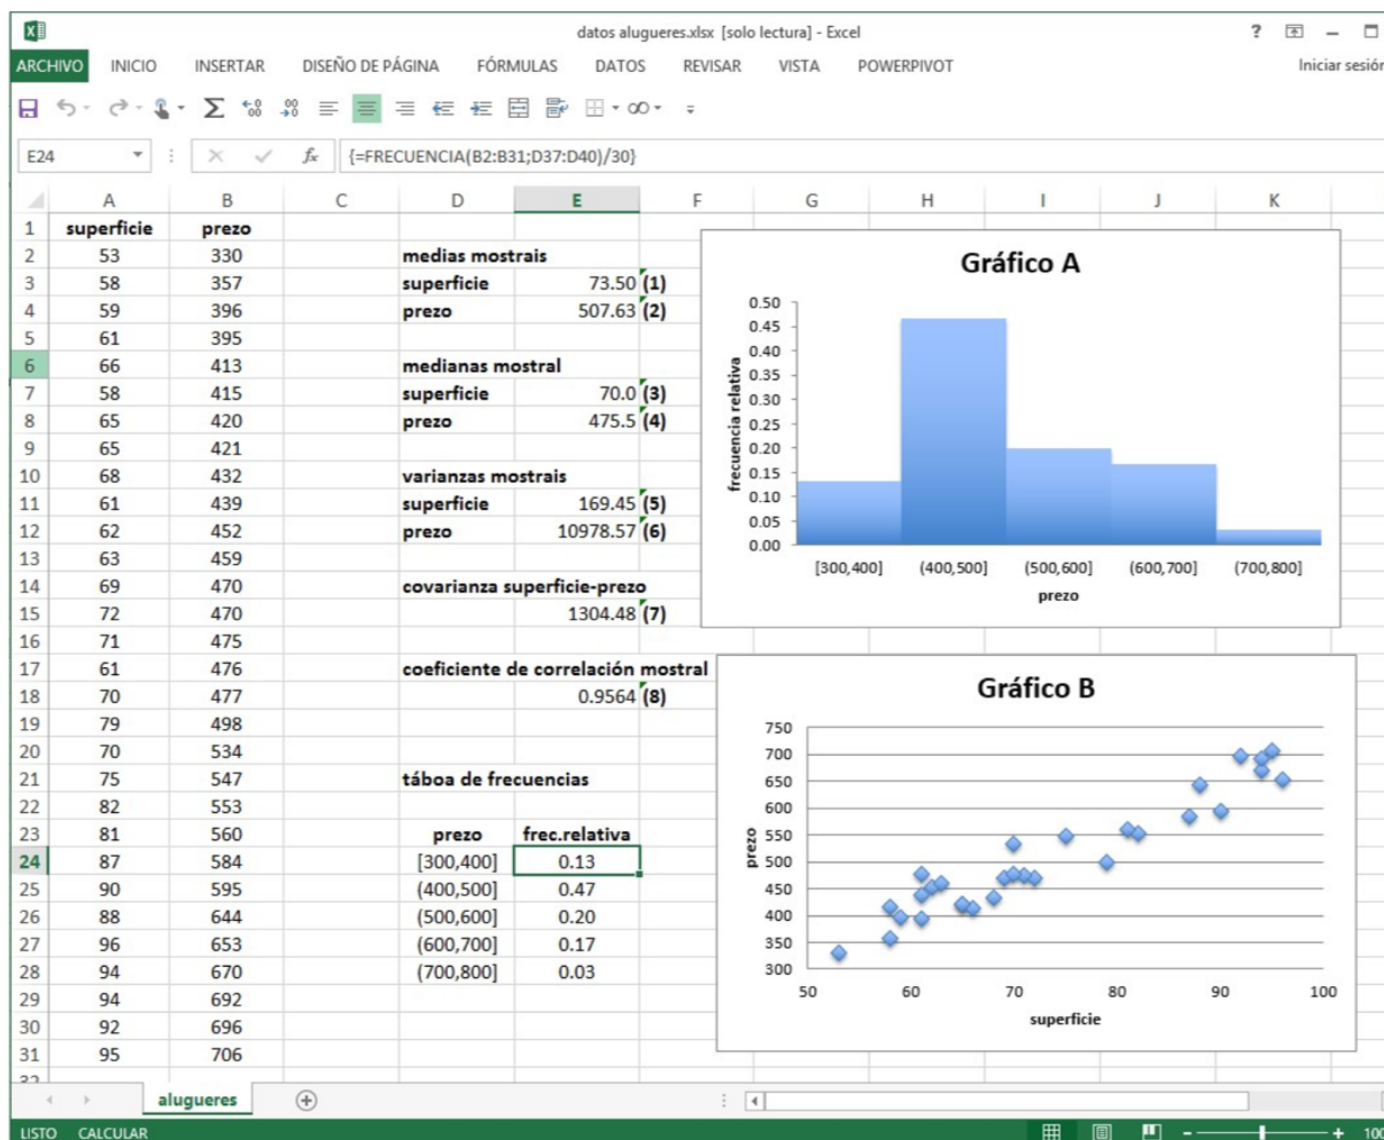 datos alugueres.xlsx [solo lectura] - Excel
ARCHIVO INICIO INSERTAR DISEÑO DE PÁGINA FÓRMULAS DATOS REVISAR VISTA POWERPIVOT Iniciar sesión
E24 fx {=FRECUENCIA(B2:B31;D37:D40)/30}
A B C D E F G H I J K
1 superficie prezo
2 53 330 medias mostrais
3 58 357 superficie 73.50 (1)
4 59 396 prezo 507.63 (2)
5 61 395
6 66 413 medianas mostral
7 58 415 superficie 70.0 (3)
8 65 420 prezo 475.5 (4)
9 65 421
10 68 432 varianzas mostrais
11 61 439 superficie 169.45 (5)
12 62 452 prezo 10978.57 (6)
13 63 459
14 69 470 covarianza superficie-prezo
15 72 470 1304.48 (7)
16 71 475
17 61 476 coeficiente de correlación mostral
18 70 477 0.9564 (8)
19 79 498
20 70 534
21 75 547 táboa de frecuencias
22 82 553
23 81 560 prezo frec.relativa
24 87 584 [300,400] 0.13
25 90 595 (400,500] 0.47
26 88 644 (500,600] 0.20
27 96 653 (600,700] 0.17
28 94 670 (700,800] 0.03
29 94 692
30 92 696
31 95 706
32
Gráfico A
frecuencia relativa
0.50
0.45
0.40
0.35
0.30
0.25
0.20
0.15
0.10
0.05
0.00
[300,400] (400,500] (500,600] (600,700] (700,800]
prezo
Gráfico B
prezo
750
700
650
600
550
500
450
400
350
300
50 60 70 80 90 100
superficie
alugueres
LISTO CALCULAR 100